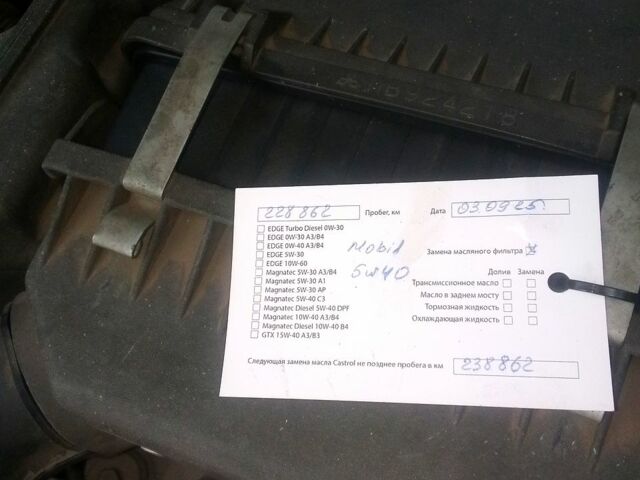 228862 Пробег, км Дата 03.09.25
EDGE Turbo Diesel 0W-30
EDGE 0W-30 A3/B4
EDGE 0W-40 A3/B4
EDGE 5W-30
EDGE 10W-60
Magnatec 5W-30 A3/B4
Magnatec 5W-30 A1
Magnatec 5W-30 AP
Magnatec 5W-40 C3
Magnatec Diesel 5W-40 DPF
Magnatec 10W-40 A3/B4
Magnatec Diesel 10W-40 B4
GTX 15W-40 A3/B3
Mobil
5w40
Замена масляного фильтра
Долив Замена
Трансмиссионное масло
Масло в заднем мосту
Тормозная жидкость
Охлаждающая жидкость
Следующая замена масла Castrol не позднее пробега в км 238862